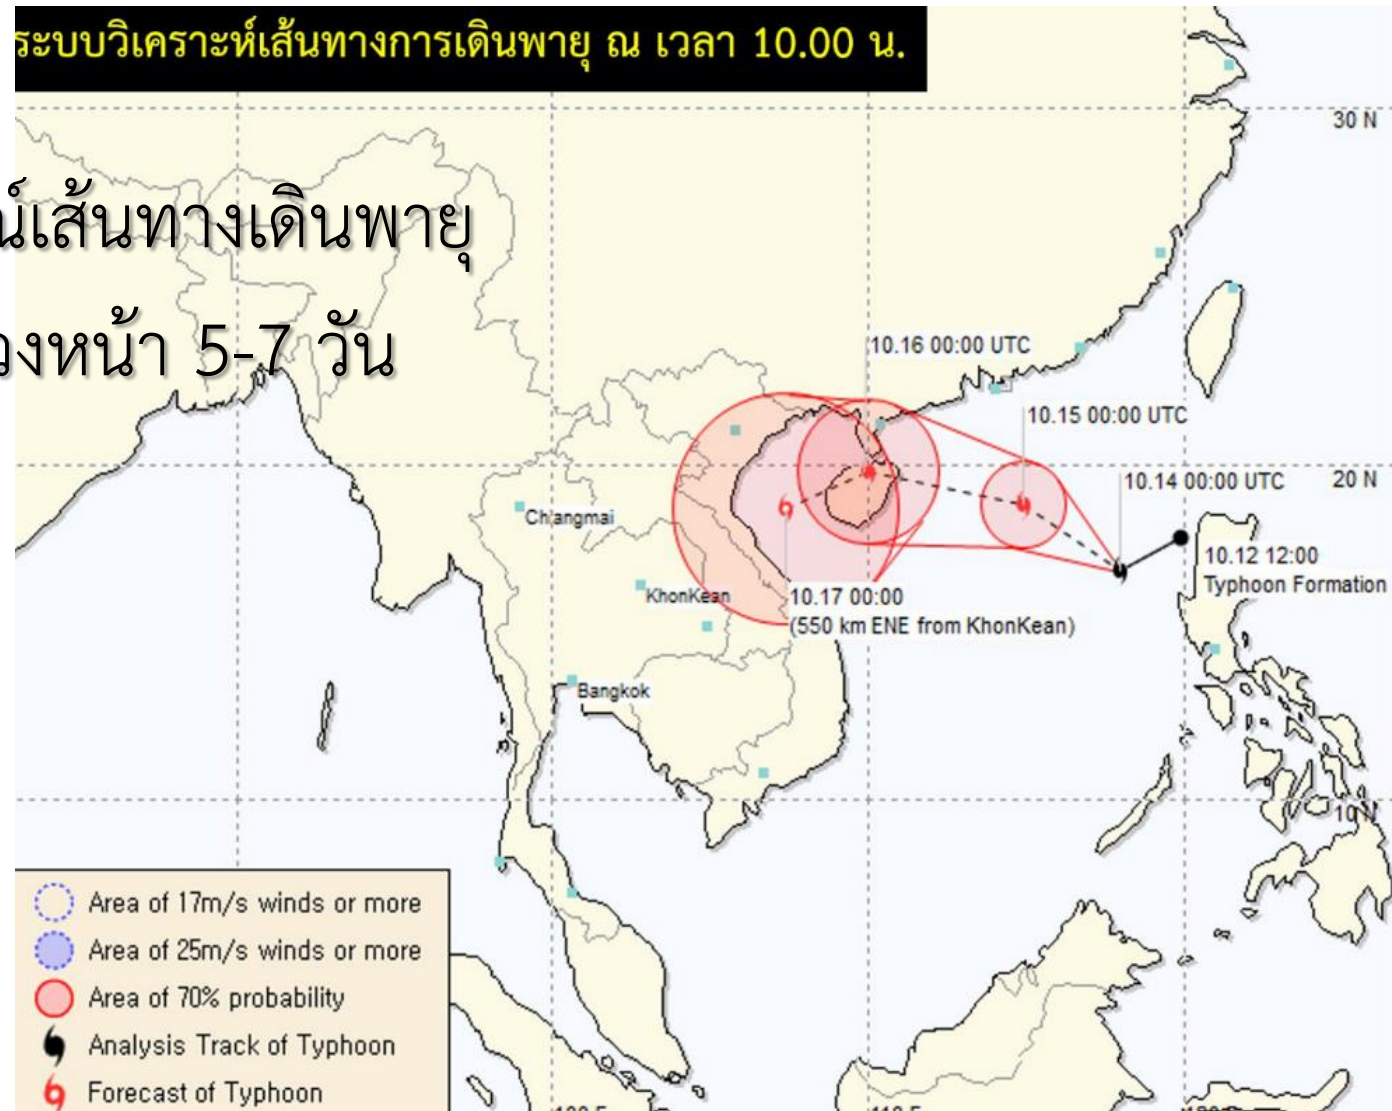 ระบบวิเคราะห์เส้นทางการเดินพายุ ณ เวลา 10.00 น.
เส้นทางเดินพายุ
5-7 วัน
30 N
10.16 00:00 UTC
10.15 00:00 UTC
10.14 00:00 UTC
20 N
Chiangmai
10.12 12:00
Typhoon Formation
KhonKean
10.17 00:00
(550 km ENE from KhonKean)
Bangkok
10 N
Area of 17m/s winds or more
Area of 25m/s winds or more
Area of 70% probability
Analysis Track of Typhoon
Forecast of Typhoon